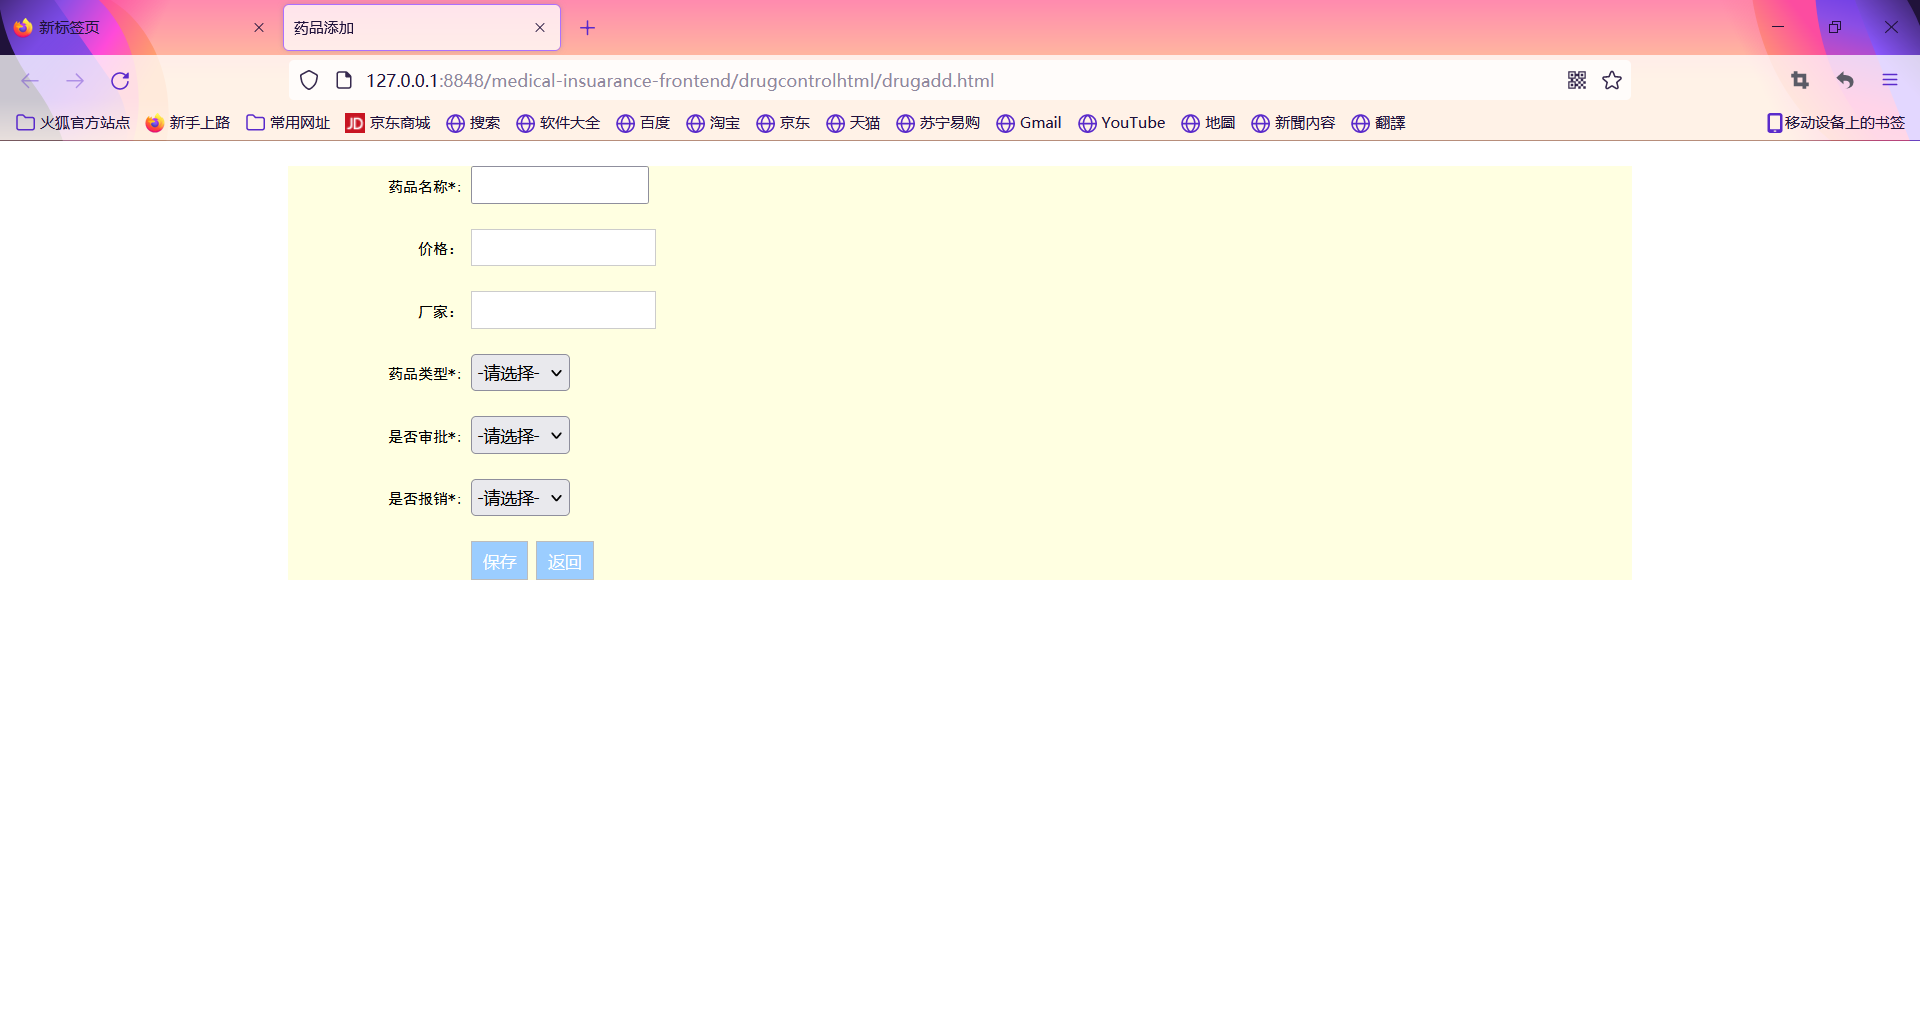 新标签页
药品添加
127.0.0.1:8848/medical-insuarance-frontend/drugcontrolhtml/drugadd.html
火狐官方站点 新手上路 常用网址 JD 京东商城 搜索 软件大全 百度 淘宝 京东 天猫 苏宁易购 Gmail YouTube 地圖 新聞內容 翻譯 移动设备上的书签
药品名称*:
价格:
厂家:
药品类型*: -请选择-
是否审批*: -请选择-
是否报销*: -请选择-
保存 返回